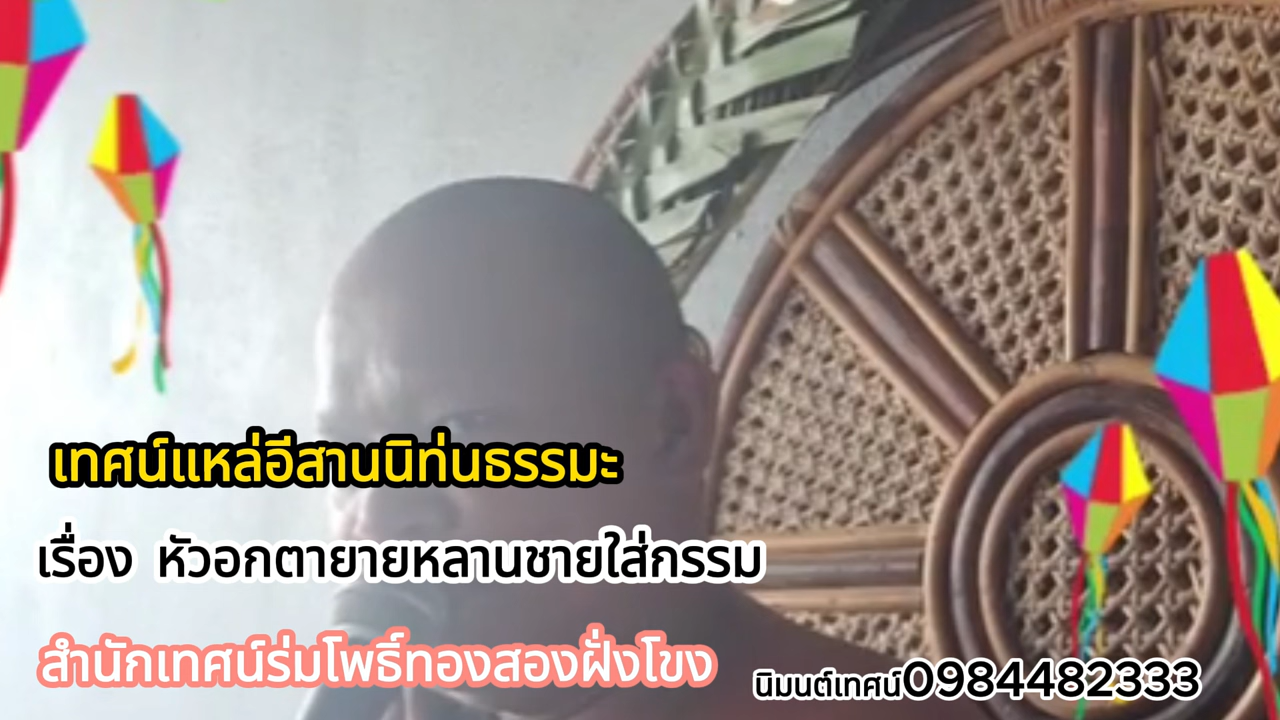 เทศน์แหล่อีสานนิท่นธรรมะ
เรื่อง หัวอกตายายหลานชายใส่กรรม
สำนักเทศน์ร่มโพธิ์ทองสองฝั่งโขง
นิมนต์เทศน์0984482333